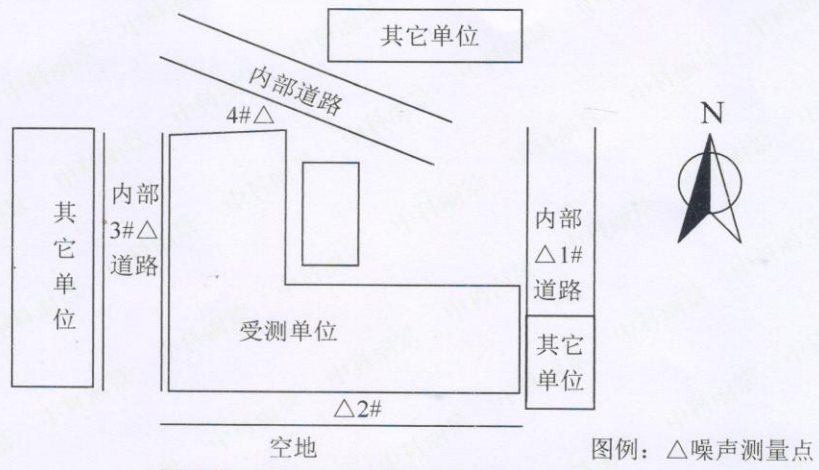 其它单位
内部道路
4#△
N
其它单位
内部
3#△
道路
内部
△1#
道路
受测单位
其它
单位
△2#
空地
图例：△噪声测量点